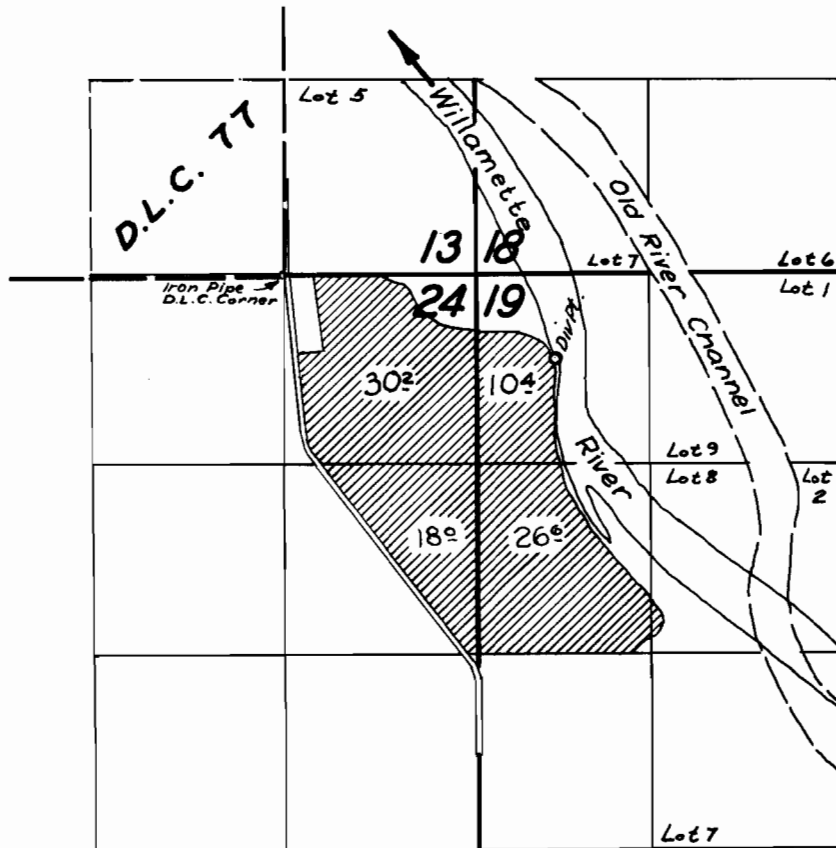 Lot 5
D.L.C. 77
Willamette
Old River Channel
13 18
Lot 7
Lot 6
Iron Pipe
D.L.C. Corner
24 19
Lot 1
Div Pt.
30.2
10.4
River
Lot 9
Lot 8
Lot
2
18.0
26.6
Lot 7